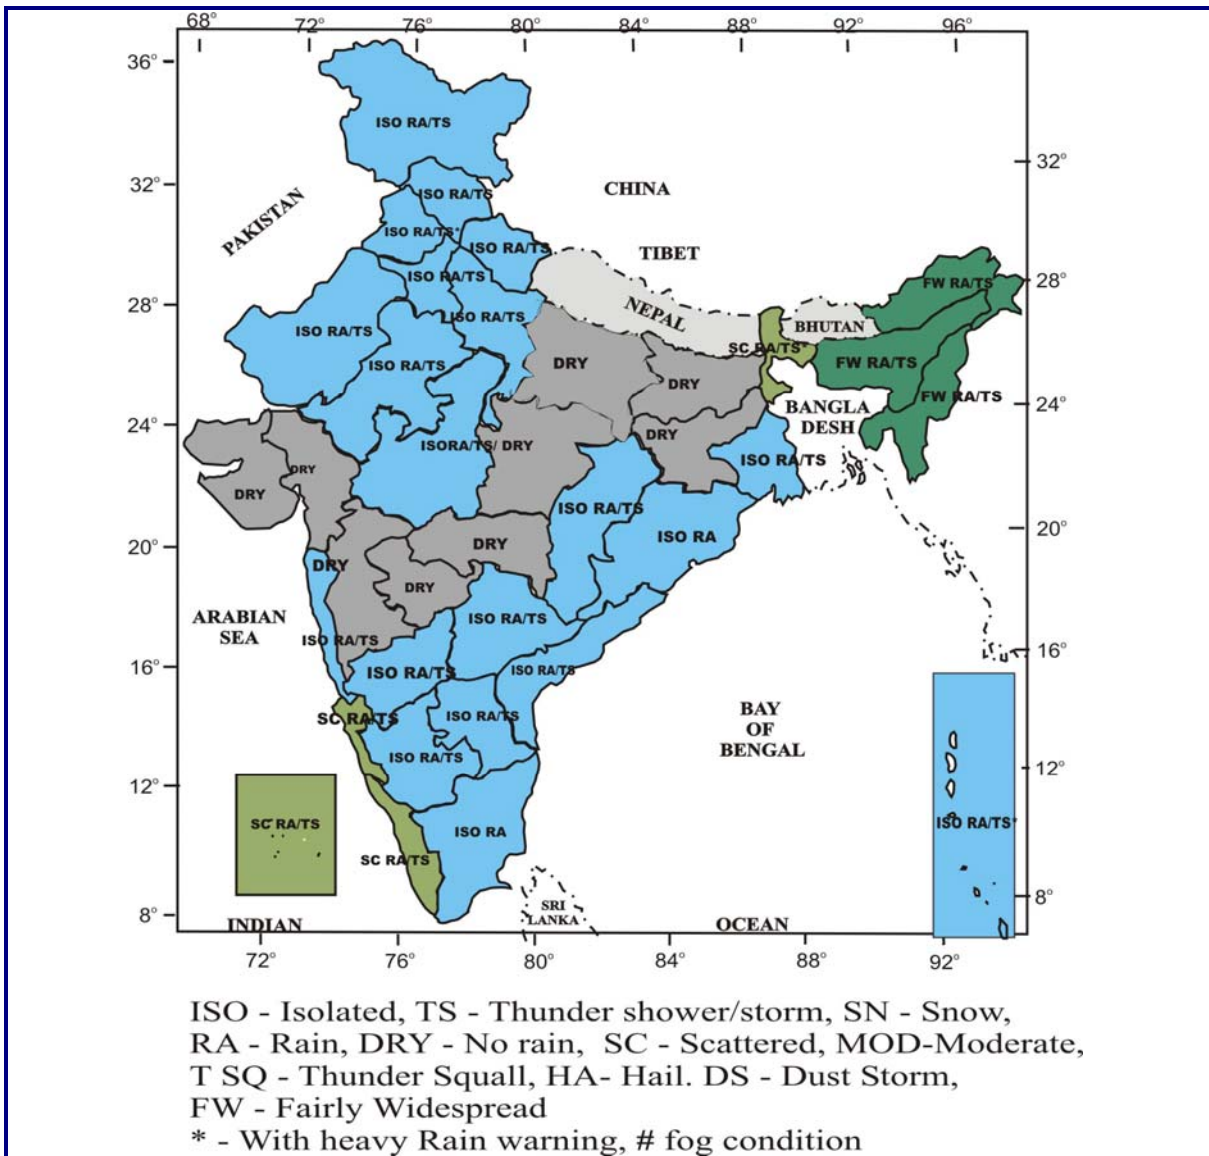 68° 72° 76° 80° 84° 88° 92° 96°
36°
ISO RA/TS
32°
32°
CHINA
ISO RA/TS
PAKISTAN
ISO RA/TS*
ISO RA/TS
TIBET
ISO RA/TS
28°
FW RA/TS
28°
NEPAL
ISO RA/TS
ISO RA/TS
BHUTAN
SC RA/TS*
ISO RA/TS
DRY
FW RA/TS
DRY
FW RA/TS
24°
BANGLA
DESH
24°
DRY
ISORA/TS/ DRY
ISO RA/TS
DRY
DRY
ISO RA/TS
20°
ISO RA
20°
DRY
DRY
DRY
ARABIAN
SEA
ISO RA/TS
ISO RA/TS
16°
16°
ISO RA/TS
ISO RA/TS
BAY
OF
BENGAL
SC RA/TS
ISO RA/TS
ISO RA/TS
12°
12°
SC RA/TS
ISO RA
ISO RA/TS*
SC RA/TS
8°
8°
SRI
LANKA
INDIAN
OCEAN
72° 76° 80° 84° 88° 92°
ISO - Isolated, TS - Thunder shower/storm, SN - Snow,
RA - Rain, DRY - No rain, SC - Scattered, MOD-Moderate,
T SQ - Thunder Squall, HA- Hail. DS - Dust Storm,
FW - Fairly Widespread
* - With heavy Rain warning, # fog condition